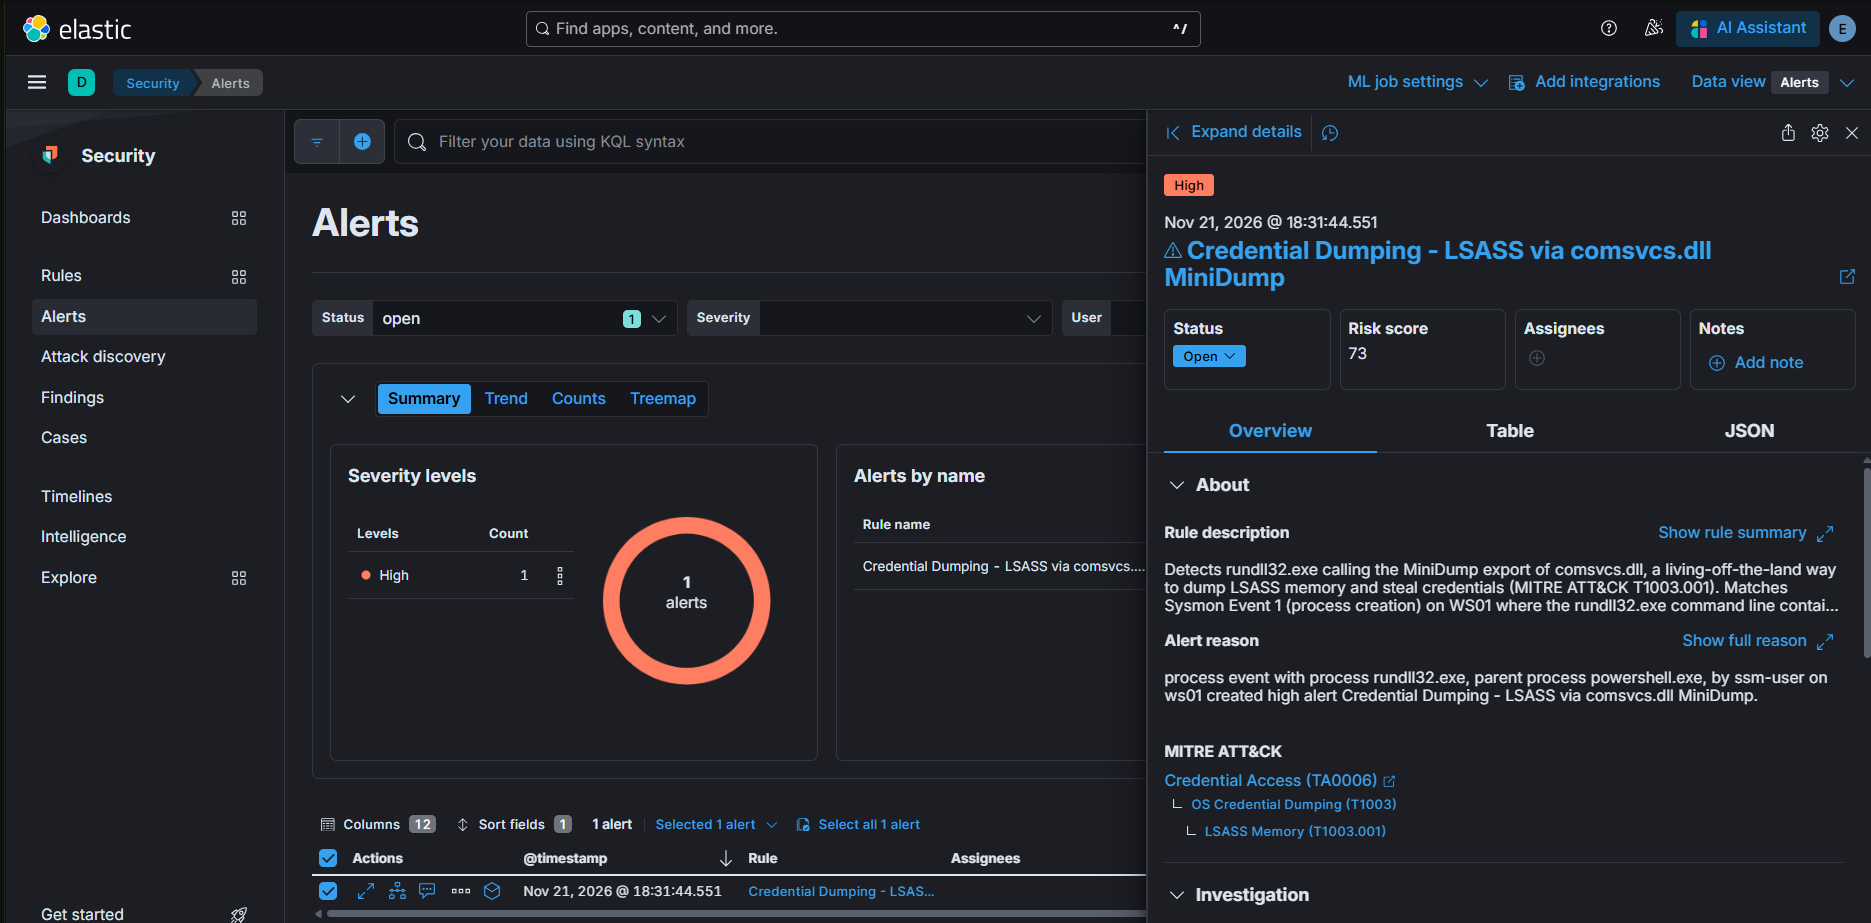 elastic
Find apps, content, and more.
^/
AI Assistant
E
D
Security
Alerts
ML job settings
Add integrations
Data view
Alerts
Security
Dashboards
Rules
Alerts
Attack discovery
Findings
Cases
Timelines
Intelligence
Explore
Get started
Filter your data using KQL syntax
Alerts
Status open 1
Severity
User
Summary Trend Counts Treemap
Severity levels
Levels Count
High 1
1
alerts
Alerts by name
Rule name
Credential Dumping - LSASS via comsvcs....
Columns 12 Sort fields 1 1 alert Selected 1 alert Select all 1 alert
Actions @timestamp Rule Assignees
Nov 21, 2026 @ 18:31:44.551 Credential Dumping - LSAS...
Expand details
High
Nov 21, 2026 @ 18:31:44.551
Credential Dumping - LSASS via comsvcs.dll
MiniDump
Status
Open
Risk score
73
Assignees
Notes
Add note
Overview Table JSON
About
Rule description Show rule summary
Detects rundll32.exe calling the MiniDump export of comsvcs.dll, a living-off-the-land way
to dump LSASS memory and steal credentials (MITRE ATT&CK T1003.001). Matches
Sysmon Event 1 (process creation) on WS01 where the rundll32.exe command line contai...
Alert reason Show full reason
process event with process rundll32.exe, parent process powershell.exe, by ssm-user on
ws01 created high alert Credential Dumping - LSASS via comsvcs.dll MiniDump.
MITRE ATT&CK
Credential Access (TA0006)
OS Credential Dumping (T1003)
LSASS Memory (T1003.001)
Investigation